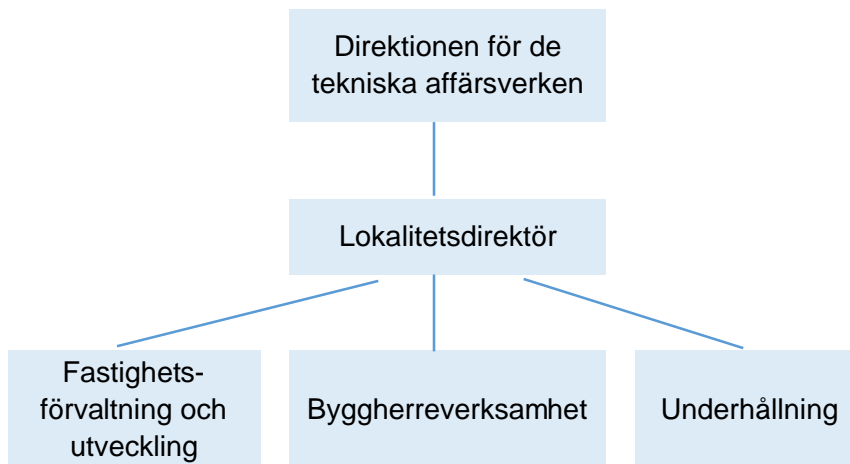 Direktionen för de
tekniska affärsverken
Lokalitetsdirektör
Fastighets-
förvaltning och
utveckling
Byggherreverksamhet
Underhållning